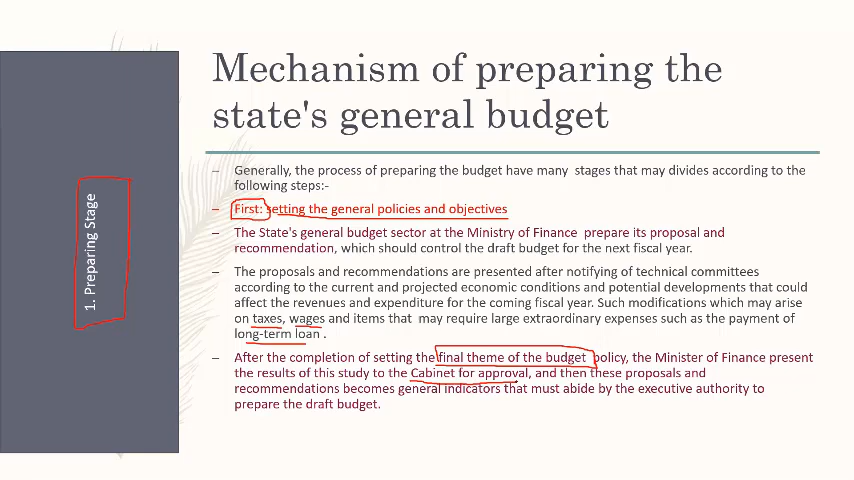 Mechanism of preparing the
state's general budget
1. Preparing Stage
– Generally, the process of preparing the budget have many stages that may divides according to the
following steps:-
– First: setting the general policies and objectives
– The State's general budget sector at the Ministry of Finance prepare its proposal and
recommendation, which should control the draft budget for the next fiscal year.
– The proposals and recommendations are presented after notifying of technical committees
according to the current and projected economic conditions and potential developments that could
affect the revenues and expenditure for the coming fiscal year. Such modifications which may arise
on taxes, wages and items that may require large extraordinary expenses such as the payment of
long-term loan .
– After the completion of setting the final theme of the budget policy, the Minister of Finance present
the results of this study to the Cabinet for approval, and then these proposals and
recommendations becomes general indicators that must abide by the executive authority to
prepare the draft budget.